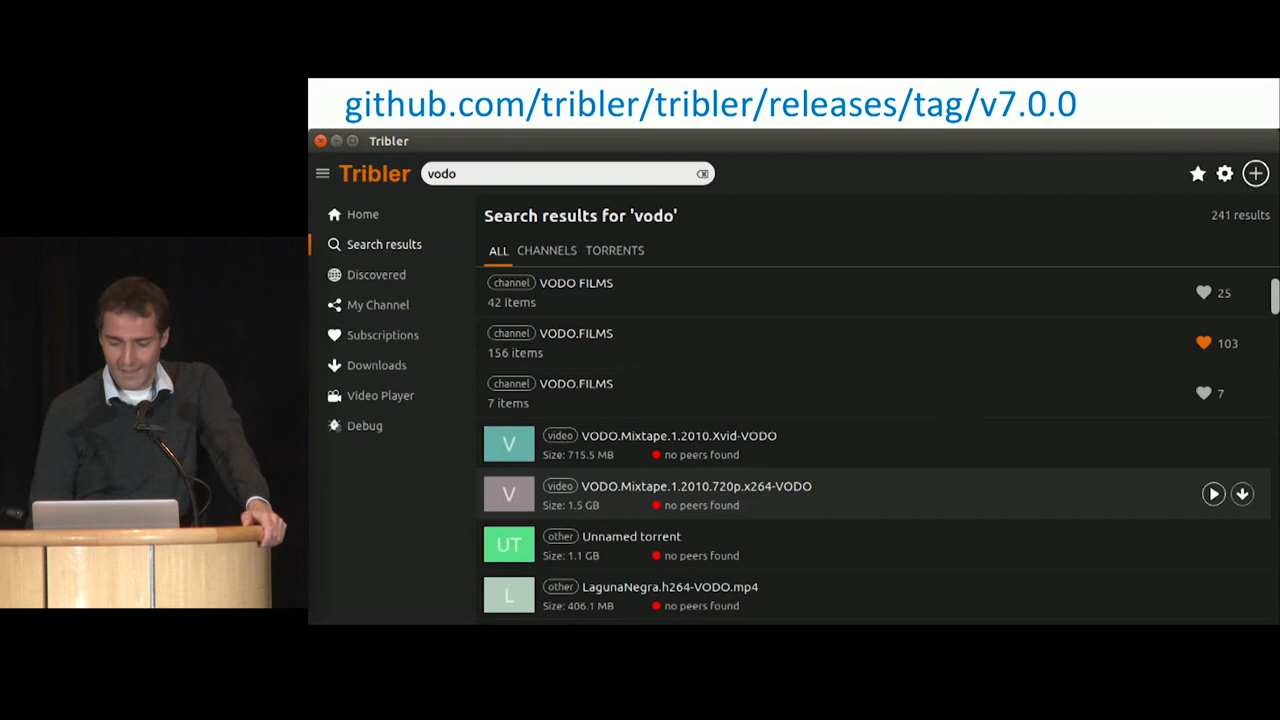 github.com/tribler/tribler/releases/tag/v7.0.0
Tribler
Tribler
vodo
Home
Search results
Discovered
My Channel
Subscriptions
Downloads
Video Player
Debug
Search results for 'vodo'
241 results
ALL CHANNELS TORRENTS
channel VODO FILMS
42 items
25
channel VODO.FILMS
156 items
103
channel VODO.FILMS
7 items
7
V
video VODO.Mixtape.1.2010.Xvid-VODO
Size: 715.5 MB no peers found
V
video VODO.Mixtape.1.2010.720p.x264-VODO
Size: 1.5 GB no peers found
UT
other Unnamed torrent
Size: 1.1 GB no peers found
L
other LagunaNegra.h264-VODO.mp4
Size: 406.1 MB no peers found